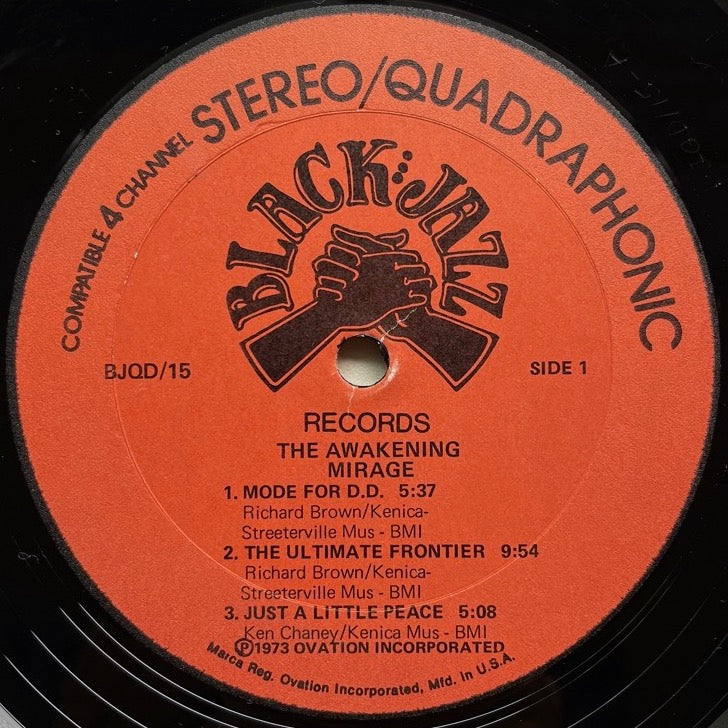 COMPATIBLE 4 CHANNEL STEREO/QUADRAPHONIC
BLACK JAZZ
BJQD/15
SIDE 1
RECORDS
THE AWAKENING
MIRAGE
1. MODE FOR D.D. 5:37
Richard Brown/Kenica-
Streeterville Mus - BMI
2. THE ULTIMATE FRONTIER 9:54
Richard Brown/Kenica-
Streeterville Mus - BMI
3. JUST A LITTLE PEACE 5:08
Ken Chaney/Kenica Mus - BMI
Ⓟ1973 OVATION INCORPORATED
Marca Reg. Ovation Incorporated, Mfd. in U.S.A.